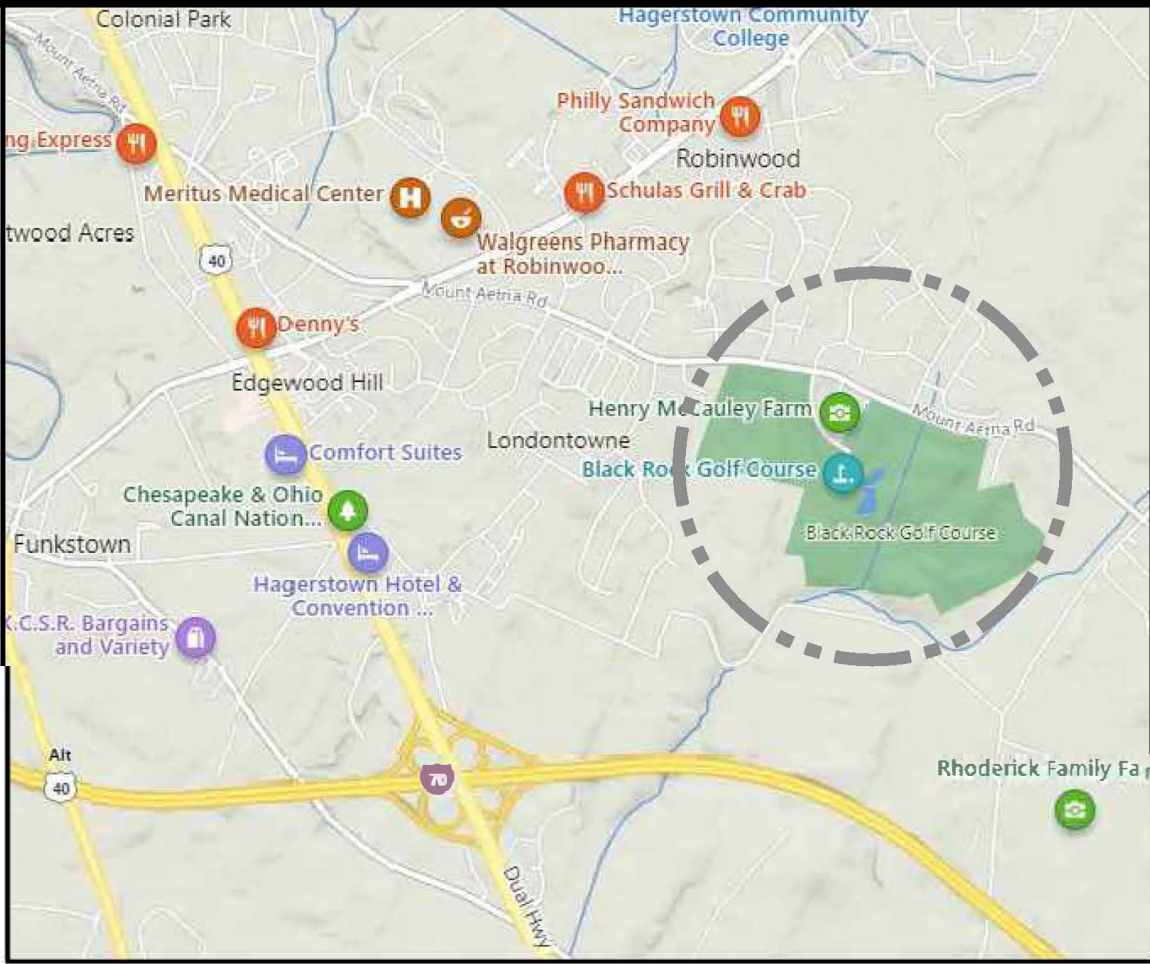 Colonial Park
Hagerstown Community
College
Mount Aetna Rd
Philly Sandwich
Company
ng Express
Robinwood
Meritus Medical Center
Schulas Grill & Crab
twood Acres
Walgreens Pharmacy
at Robinwoo...
40
Mount Aetna Rd
Denny's
Edgewood Hill
Henry McCauley Farm
Mount Aetna Rd
Londontowne
Comfort Suites
Black Rock Golf Course
Chesapeake & Ohio
Canal Nation...
Black Rock Golf Course
Funkstown
Hagerstown Hotel &
Convention ...
K.C.S.R. Bargains
and Variety
Alt
40
70
Rhoderick Family Far
Dual Hwy